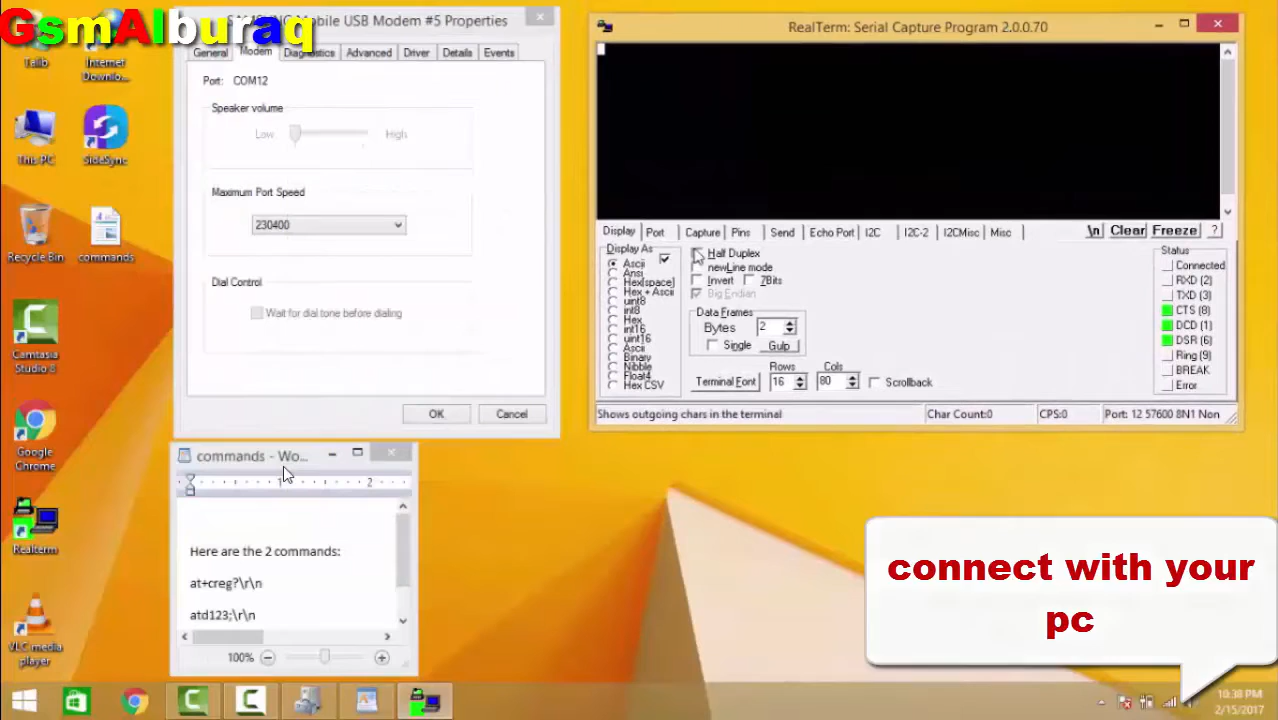 GsmAlburaq
Mobile USB Modem #5 Properties
General
Modem
Diagnostics
Advanced
Driver
Details
Events
Port: COM12
Speaker volume
Low
High
Maximum Port Speed
230400
Dial Control
Wait for dial tone before dialing
OK
Cancel
RealTerm: Serial Capture Program 2.0.0.70
Display
Port
Capture
Pins
Send
Echo Port
I2C
I2C-2
I2CMisc
Misc
\n
Clear
Freeze
?
Display As
Ascii
Ansi
Hex[space]
Hex + Ascii
uint8
int8
Hex
int16
uint16
Ascii
Binary
Nibble
Float4
Hex CSV
Half Duplex
newLine mode
Invert
7Bits
Big Endian
Data Frames
Bytes
2
Single
Gulp
Rows
Cols
Terminal Font
16
80
Scrollback
Status
Connected
RXD (2)
TXD (3)
CTS (8)
DCD (1)
DSR (6)
Ring (9)
BREAK
Error
Shows outgoing chars in the terminal
Char Count:0
CPS:0
Port: 12 57600 8N1 Non
commands - Wo...
1
2
Here are the 2 commands:
at+creg?\r\n
atd123;\r\n
100%
Internet
Downlo...
This PC
SideSync
Recycle Bin
commands
Camtasia
Studio 8
Google
Chrome
Realterm
VLC media
player
connect with your
pc
10:38 PM
2/15/2017